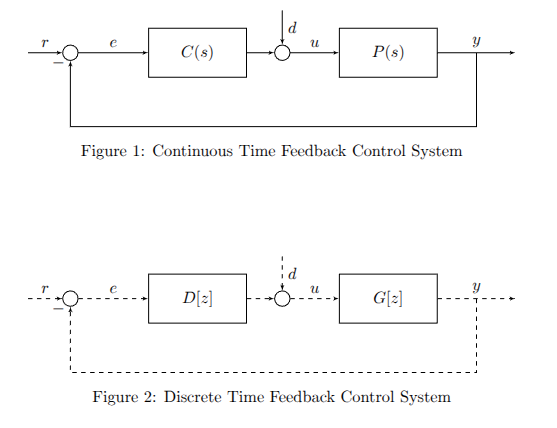 d
r e C(s) u P(s) y
−
Figure 1: Continuous Time Feedback Control System
d
r e D[z] u G[z] y
−
Figure 2: Discrete Time Feedback Control System